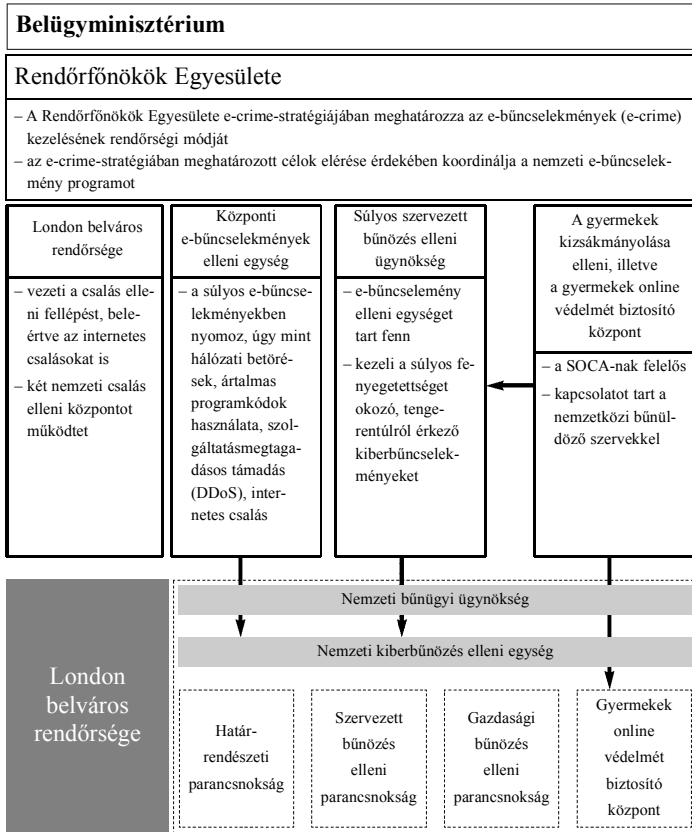 Belügyminisztérium
Rendőrfőnökök Egyesülete
– A Rendőrfőnökök Egyesülete e-crime-stratégiájában meghatározza az e-bűncselekmények (e-crime)
kezelésének rendőrségi módját
– az e-crime-stratégiában meghatározott célok elérése érdekében koordinálja a nemzeti e-bűncselek-
mény programot
London belváros
rendőrsége
– vezeti a csalás elle-
ni fellépést, bele-
értve az internetes
csalásokat is
– két nemzeti csalás
elleni központot
működtet
Központi
e-bűncselekmények
elleni egység
– a súlyos e-bűncse-
lekményekben
nyomoz, úgy mint
hálózati betöré-
sek, ártalmas
programkódok
használata, szol-
gáltatásmegtaga-
dásos támadás
(DDoS), inter-
netes csalás
Súlyos szervezett
bűnözés elleni
ügynökség
– e-bűncselemény
elleni egységet
tart fenn
– kezeli a súlyos fe-
nyegetettséget
okozó, tenge-
rentúlról érkező
kiberbűncselek-
ményeket
A gyermekek
kizsákmányolása
elleni, illetve
a gyermekek online
védelmét biztosító
központ
– a SOCA-nak felelős
– kapcsolatot tart a
nemzetközi bűnül-
döző szervekkel
London
belváros
rendőrsége
Nemzeti bűnügyi ügynökség
Nemzeti kiberbűnözés elleni egység
Határ-
rendészeti
parancsnokság
Szervezett
bűnözés
elleni
parancsnokság
Gazdasági
bűnözés
elleni
parancsnokság
Gyermekek
online
védelmét
biztosító
központ